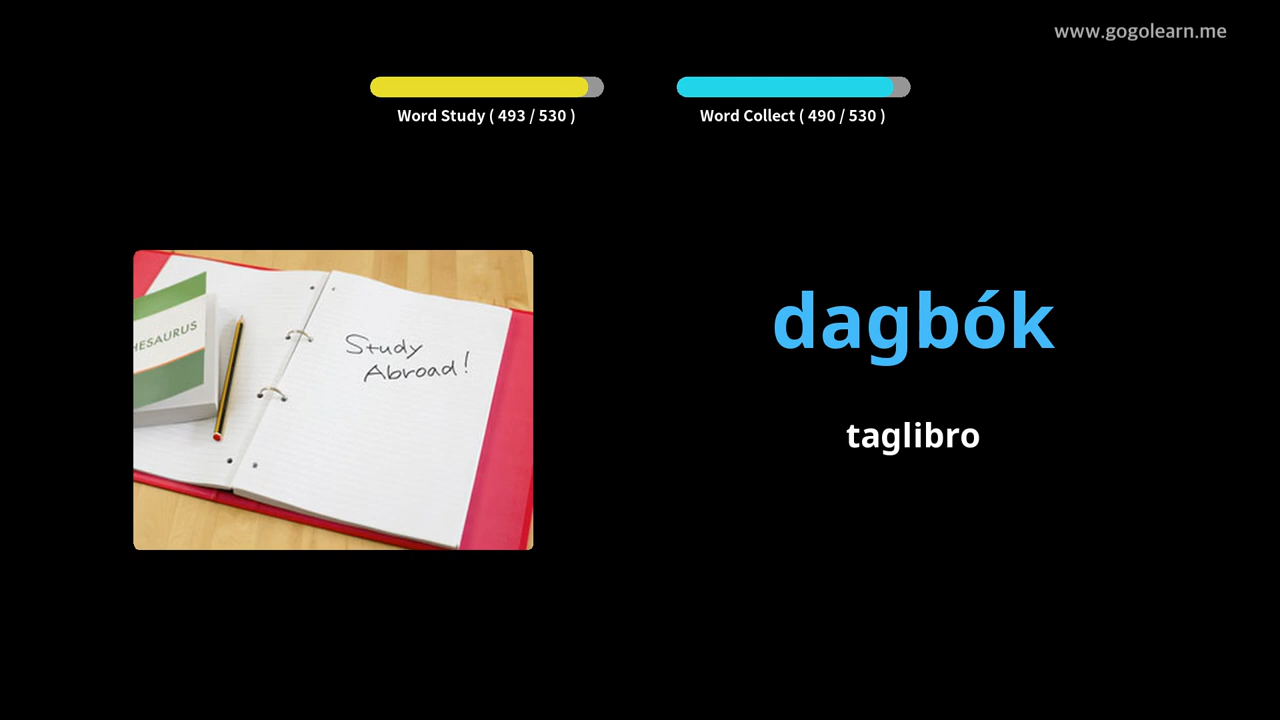 www.gogolearn.me
Word Study ( 493 / 530 )
Word Collect ( 490 / 530 )
HESAURUS
Study
Abroad!
dagbók
taglibro